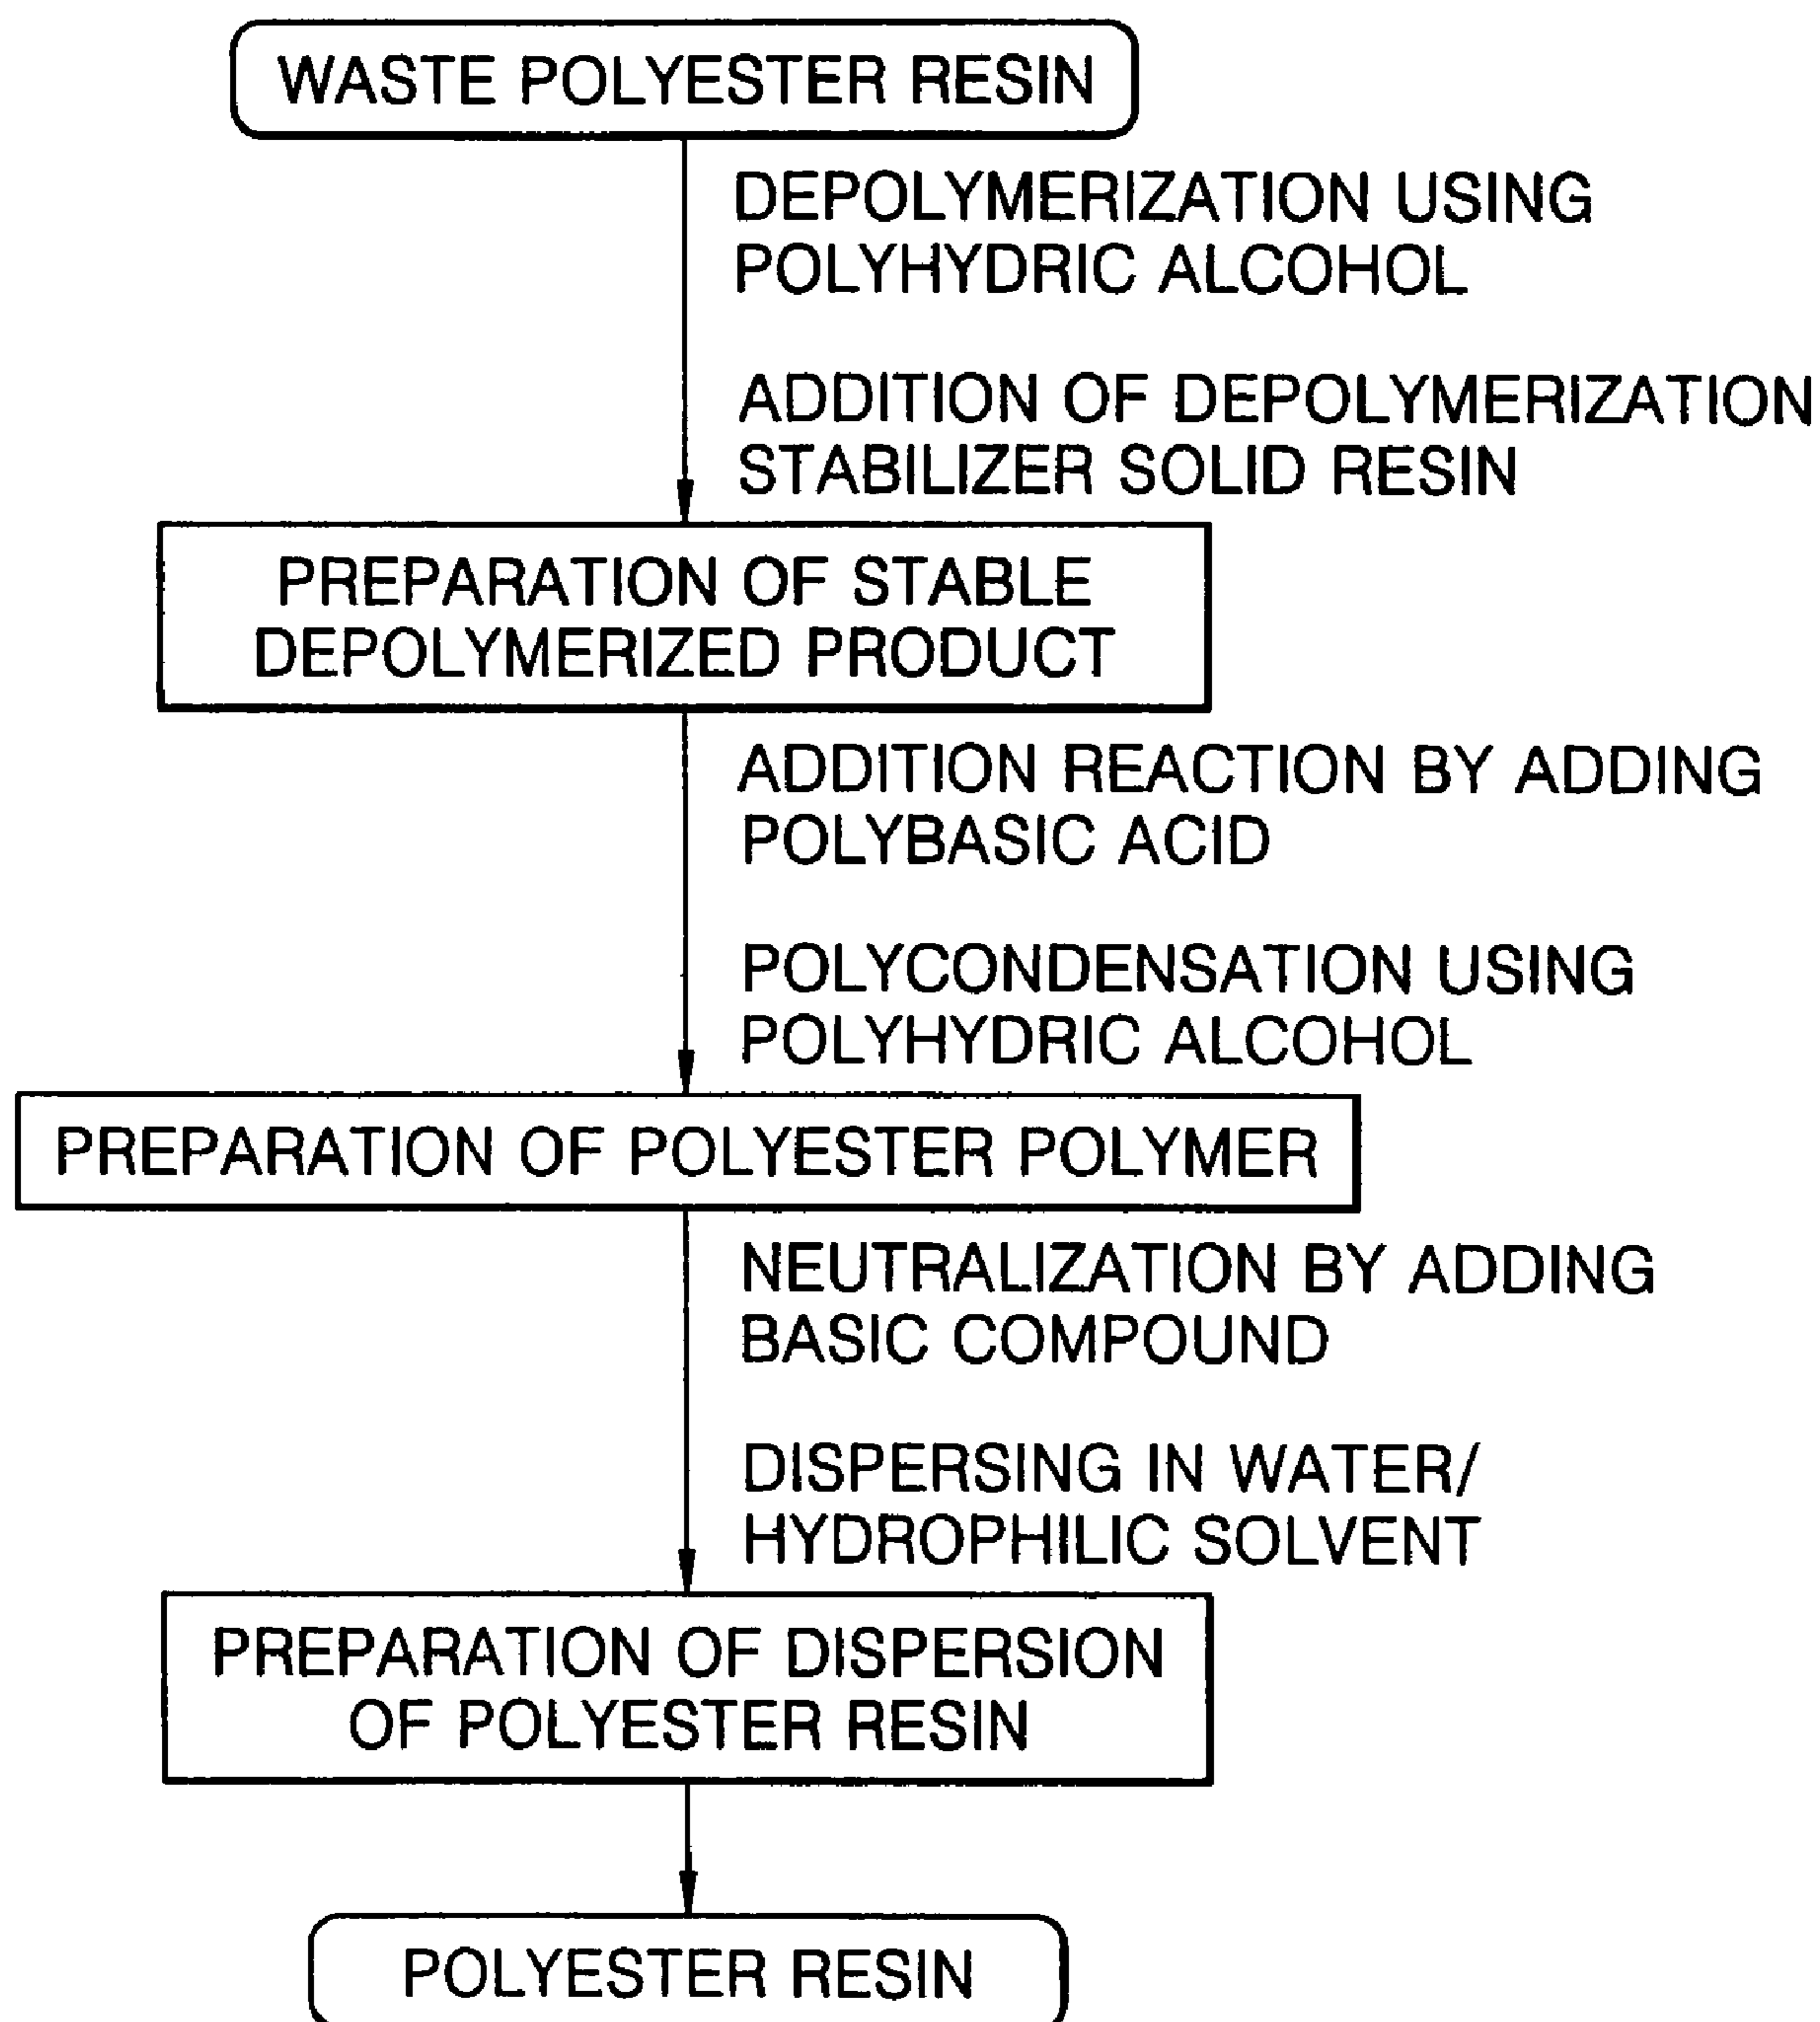 WASTE POLYESTER RESIN
DEPOLYMERIZATION USING
POLYHYDRIC ALCOHOL
ADDITION OF DEPOLYMERIZATION
STABILIZER SOLID RESIN
PREPARATION OF STABLE
DEPOLYMERIZED PRODUCT
ADDITION REACTION BY ADDING
POLYBASIC ACID
POLYCONDENSATION USING
POLYHYDRIC ALCOHOL
PREPARATION OF POLYESTER POLYMER
NEUTRALIZATION BY ADDING
BASIC COMPOUND
DISPERSING IN WATER/
HYDROPHILIC SOLVENT
PREPARATION OF DISPERSION
OF POLYESTER RESIN
POLYESTER RESIN